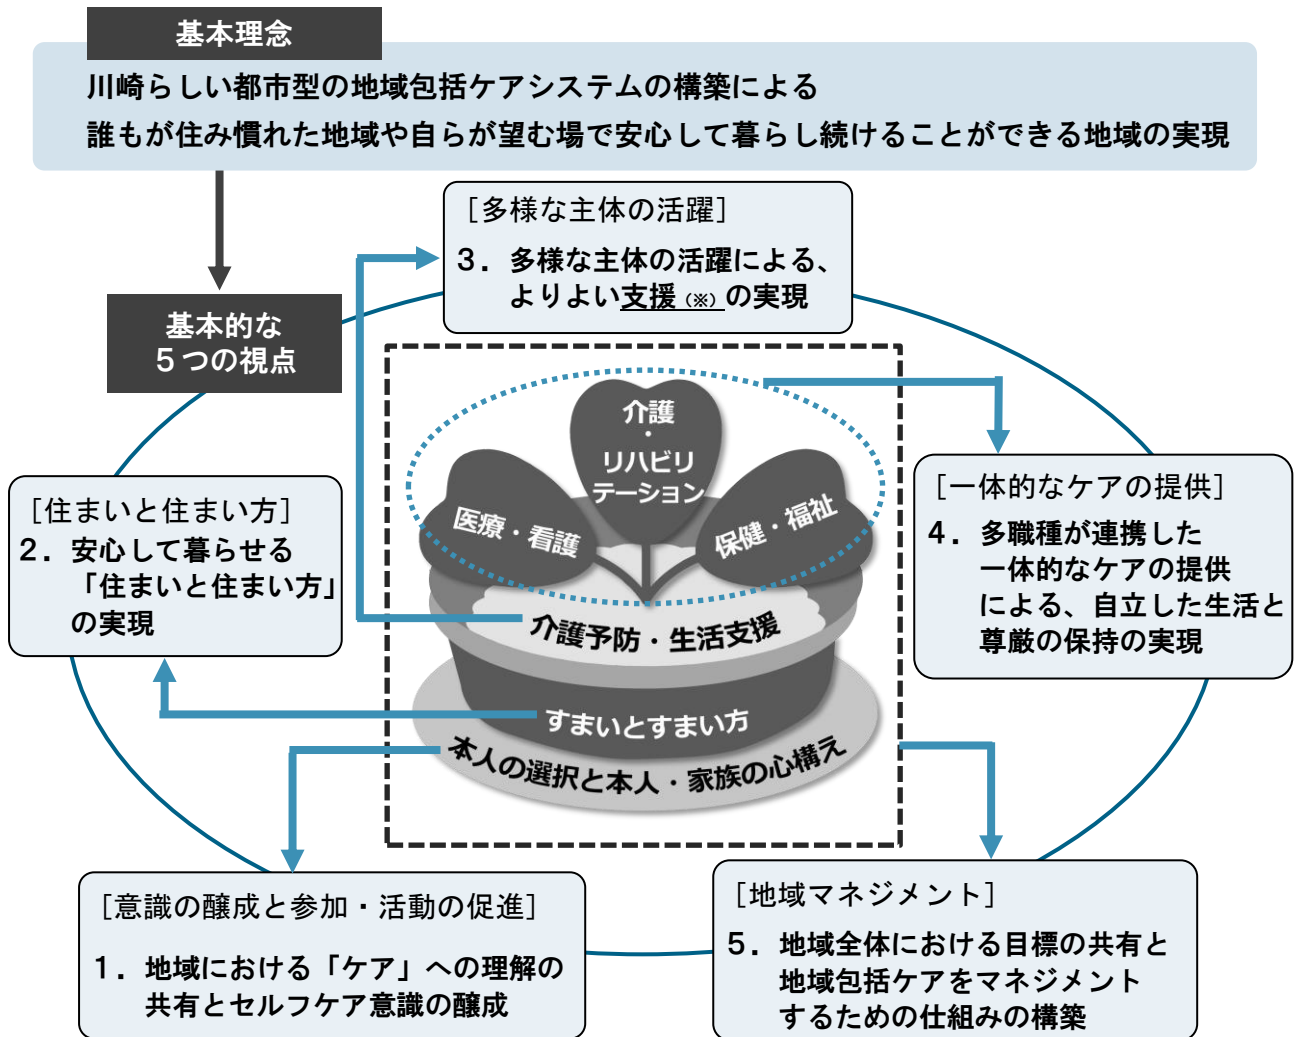 基本理念
川崎らしい都市型の地域包括ケアシステムの構築による
誰もが住み慣れた地域や自らが望む場で安心して暮らし続けることができる地域の実現
基本的な
５つの視点
［多様な主体の活躍］
３．多様な主体の活躍による、
よりよい支援（※）の実現
介護
・
リハビリ
テーション
医療・看護
保健・福祉
介護予防・生活支援
すまいとすまい方
本人の選択と本人・家族の心構え
［住まいと住まい方］
２．安心して暮らせる
「住まいと住まい方」
の実現
［一体的なケアの提供］
４．多職種が連携した
一体的なケアの提供
による、自立した生活と
尊厳の保持の実現
［意識の醸成と参加・活動の促進］
１．地域における「ケア」への理解の
共有とセルフケア意識の醸成
［地域マネジメント］
５．地域全体における目標の共有と
地域包括ケアをマネジメント
するための仕組みの構築